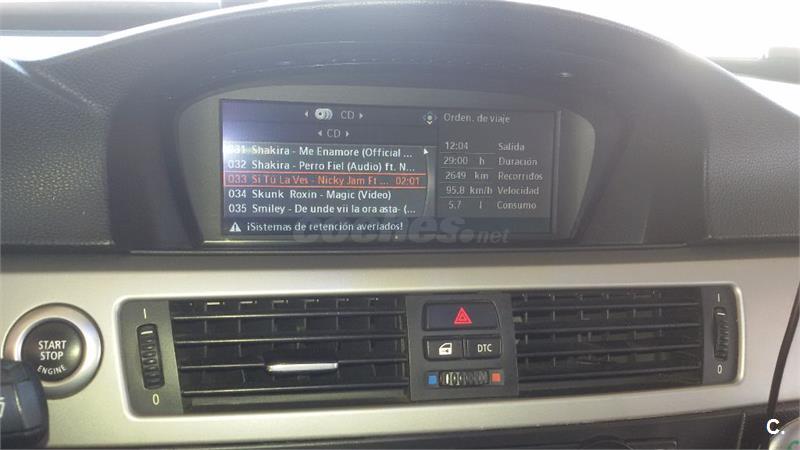 CD
CD
031 Shakira - Me Enamore (Official ...
032 Shakira - Perro Fiel (Audio) ft. N...
033 Si Tú La Ves - Nicky Jam Ft ... 02:01
034 Skunk Roxin - Magic (Video)
035 Smiley - De unde vii la ora asta- (...
¡Sistemas de retención averiados!
Orden. de viaje
12:04 Salida
29:00 h Duración
2649 km Recorridos
95.8 km/h Velocidad
5.7 l Consumo
coches.net
START
STOP
ENGINE
I
0
DTC
I
0
C.